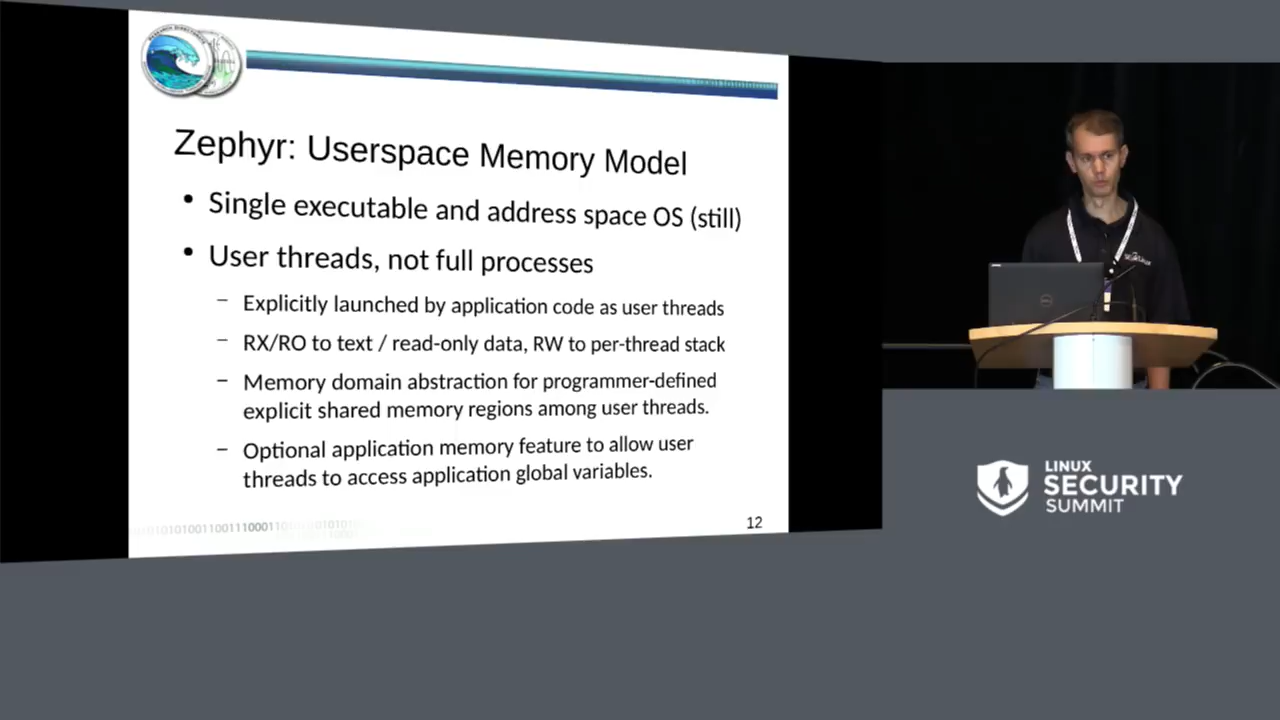 Zephyr: Userspace Memory Model
• Single executable and address space OS (still)
• User threads, not full processes
– Explicitly launched by application code as user threads
– RX/RO to text / read-only data, RW to per-thread stack
– Memory domain abstraction for programmer-defined
explicit shared memory regions among user threads.
– Optional application memory feature to allow user
threads to access application global variables.
12
LINUX
SECURITY
SUMMIT